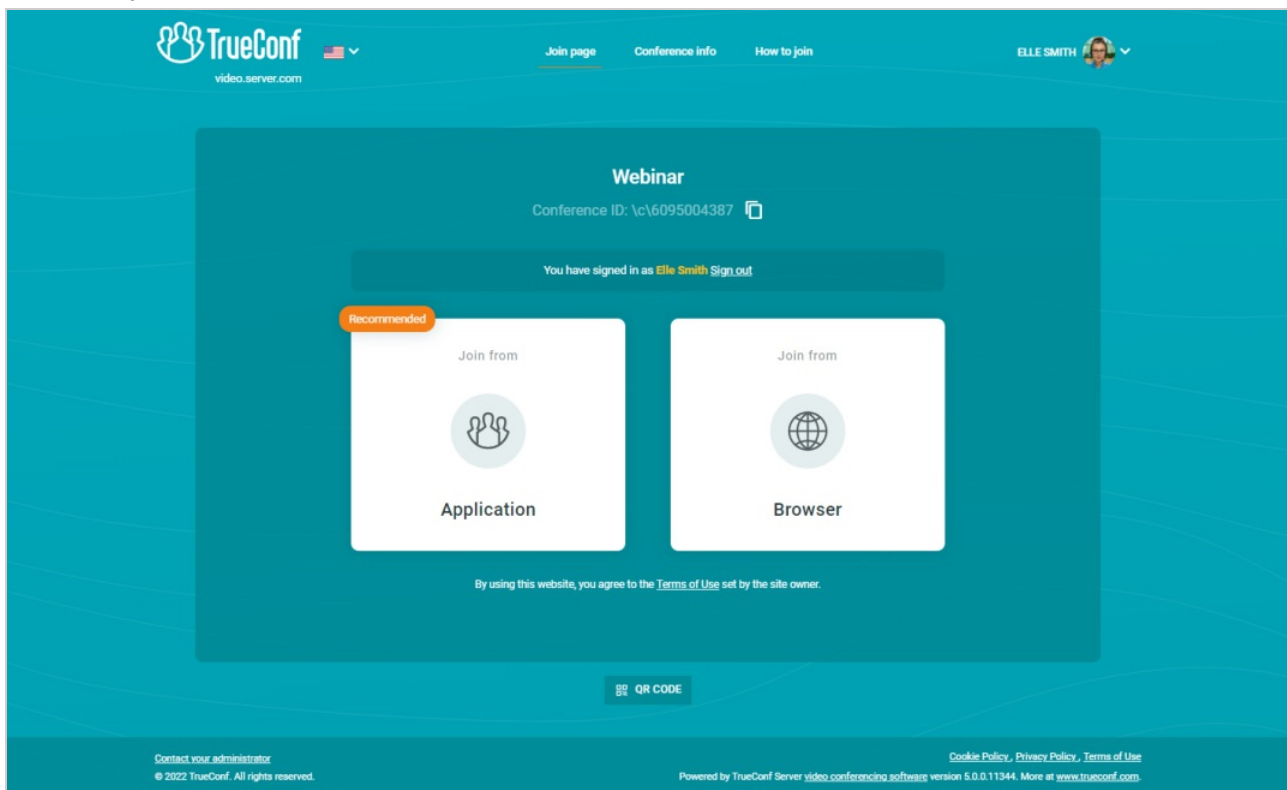 TrueConf
video.server.com
Join page Conference info How to join
ELLE SMITH
Webinar
Conference ID: \c\6095004387
You have signed in as Elle Smith Sign out
Recommended
Join from
Application
Join from
Browser
By using this website, you agree to the Terms of Use set by the site owner.
QR CODE
Contact your administrator
© 2022 TrueConf. All rights reserved.
Cookie Policy, Privacy Policy, Terms of Use
Powered by TrueConf Server video conferencing software version 5.0.0.11344. More at www.trueconf.com.